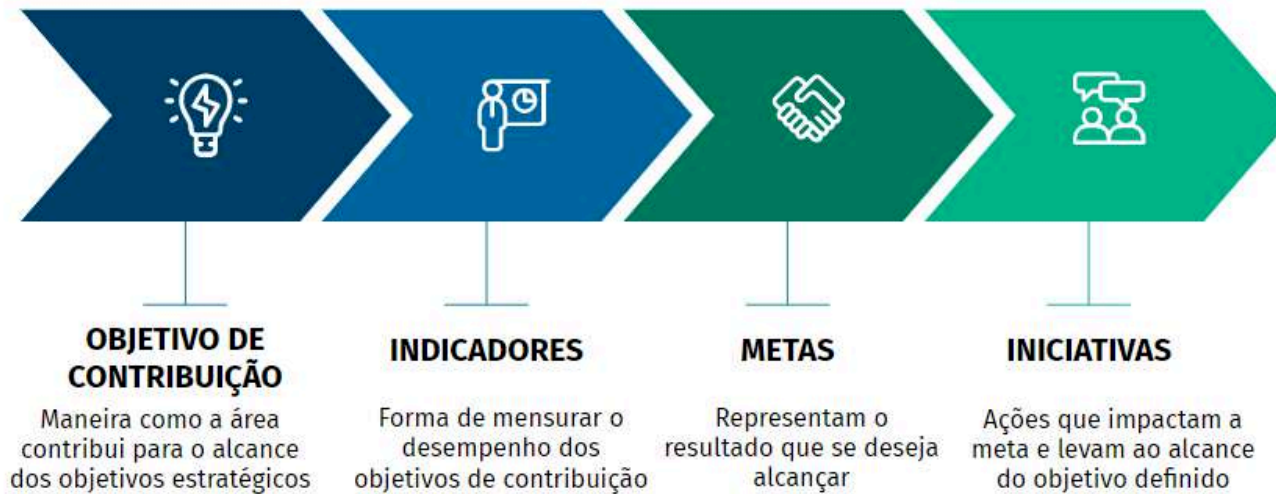 OBJETIVO DE
CONTRIBUIÇÃO
Maneira como a área
contribui para o alcance
dos objetivos estratégicos
INDICADORES
Forma de mensurar o
desempenho dos
objetivos de contribuição
METAS
Representam o
resultado que se deseja
alcançar
INICIATIVAS
Ações que impactam a
meta e levam ao alcance
do objetivo definido